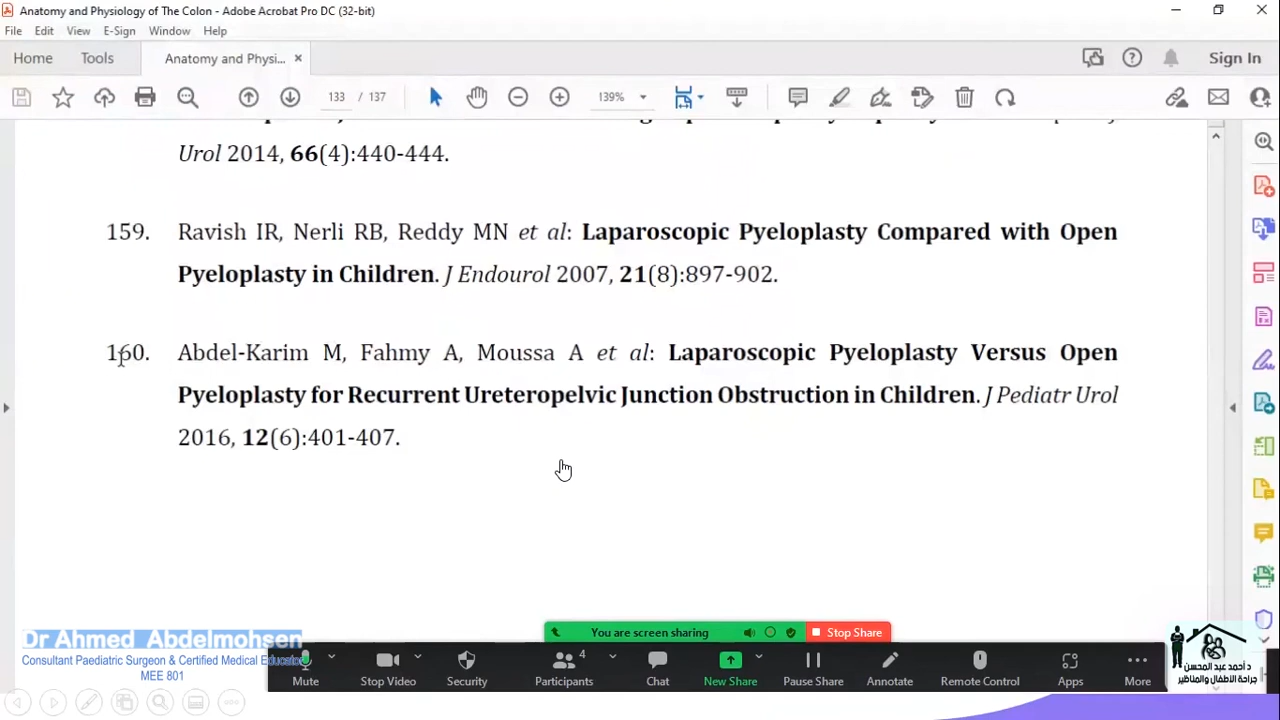 Anatomy and Physiology of The Colon - Adobe Acrobat Pro DC (32-bit)
File Edit View E-Sign Window Help
Home Tools Anatomy and Physi... × Sign In
133 / 137 139%
Urol 2014, 66(4):440-444.
159. Ravish IR, Nerli RB, Reddy MN et al: Laparoscopic Pyeloplasty Compared with Open
Pyeloplasty in Children. J Endourol 2007, 21(8):897-902.
160. Abdel-Karim M, Fahmy A, Moussa A et al: Laparoscopic Pyeloplasty Versus Open
Pyeloplasty for Recurrent Ureteropelvic Junction Obstruction in Children. J Pediatr Urol
2016, 12(6):401-407.
You are screen sharing Stop Share
Dr Ahmed Abdelmohsen
Consultant Paediatric Surgeon & Certified Medical Educator
MEE 801
Mute Stop Video Security Participants 4 Chat New Share Pause Share Annotate Remote Control Apps More
د أحمد عبد المحسن
جراحة الأطفال والمناظير